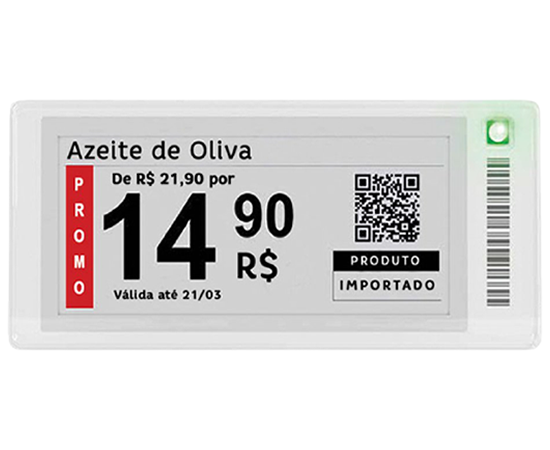 Azeite de Oliva
PROMO
De R$ 21,90 por
14 90
R$
Válida até 21/03
PRODUTO
IMPORTADO